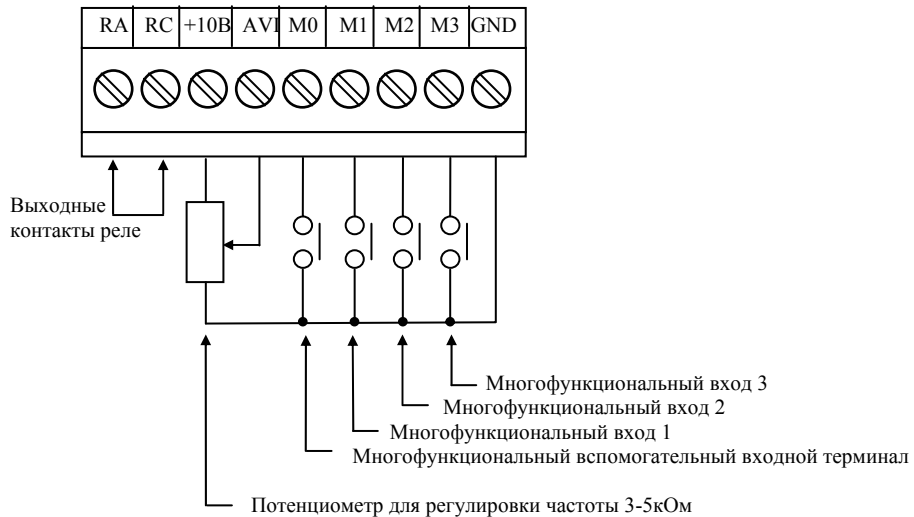 RA RC +10В AVI M0 M1 M2 M3 GND
Выходные
контакты реле
Многофункциональный вход 3
Многофункциональный вход 2
Многофункциональный вход 1
Многофункциональный вспомогательный входной терминал
Потенциометр для регулировки частоты 3-5кОм